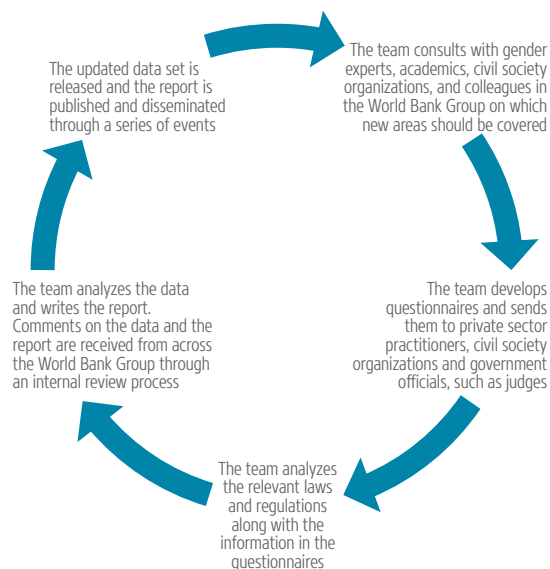 The updated data set is
released and the report is
published and disseminated
through a series of events
The team consults with gender
experts, academics, civil society
organizations, and colleagues in
the World Bank Group on which
new areas should be covered
The team develops
questionnaires and sends
them to private sector
practitioners, civil society
organizations and government
officials, such as judges
The team analyzes
the relevant laws
and regulations
along with the
information in the
questionnaires
The team analyzes the data
and writes the report.
Comments on the data and the
report are received from across
the World Bank Group through
an internal review process